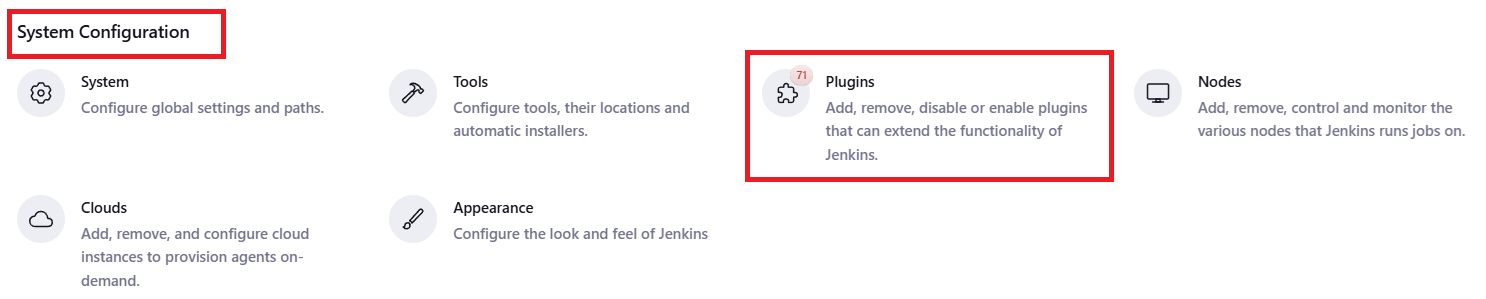 System Configuration
System
Configure global settings and paths.
Tools
Configure tools, their locations and
automatic installers.
71
Plugins
Add, remove, disable or enable plugins
that can extend the functionality of
Jenkins.
Nodes
Add, remove, control and monitor the
various nodes that Jenkins runs jobs on.
Clouds
Add, remove, and configure cloud
instances to provision agents on-
demand.
Appearance
Configure the look and feel of Jenkins